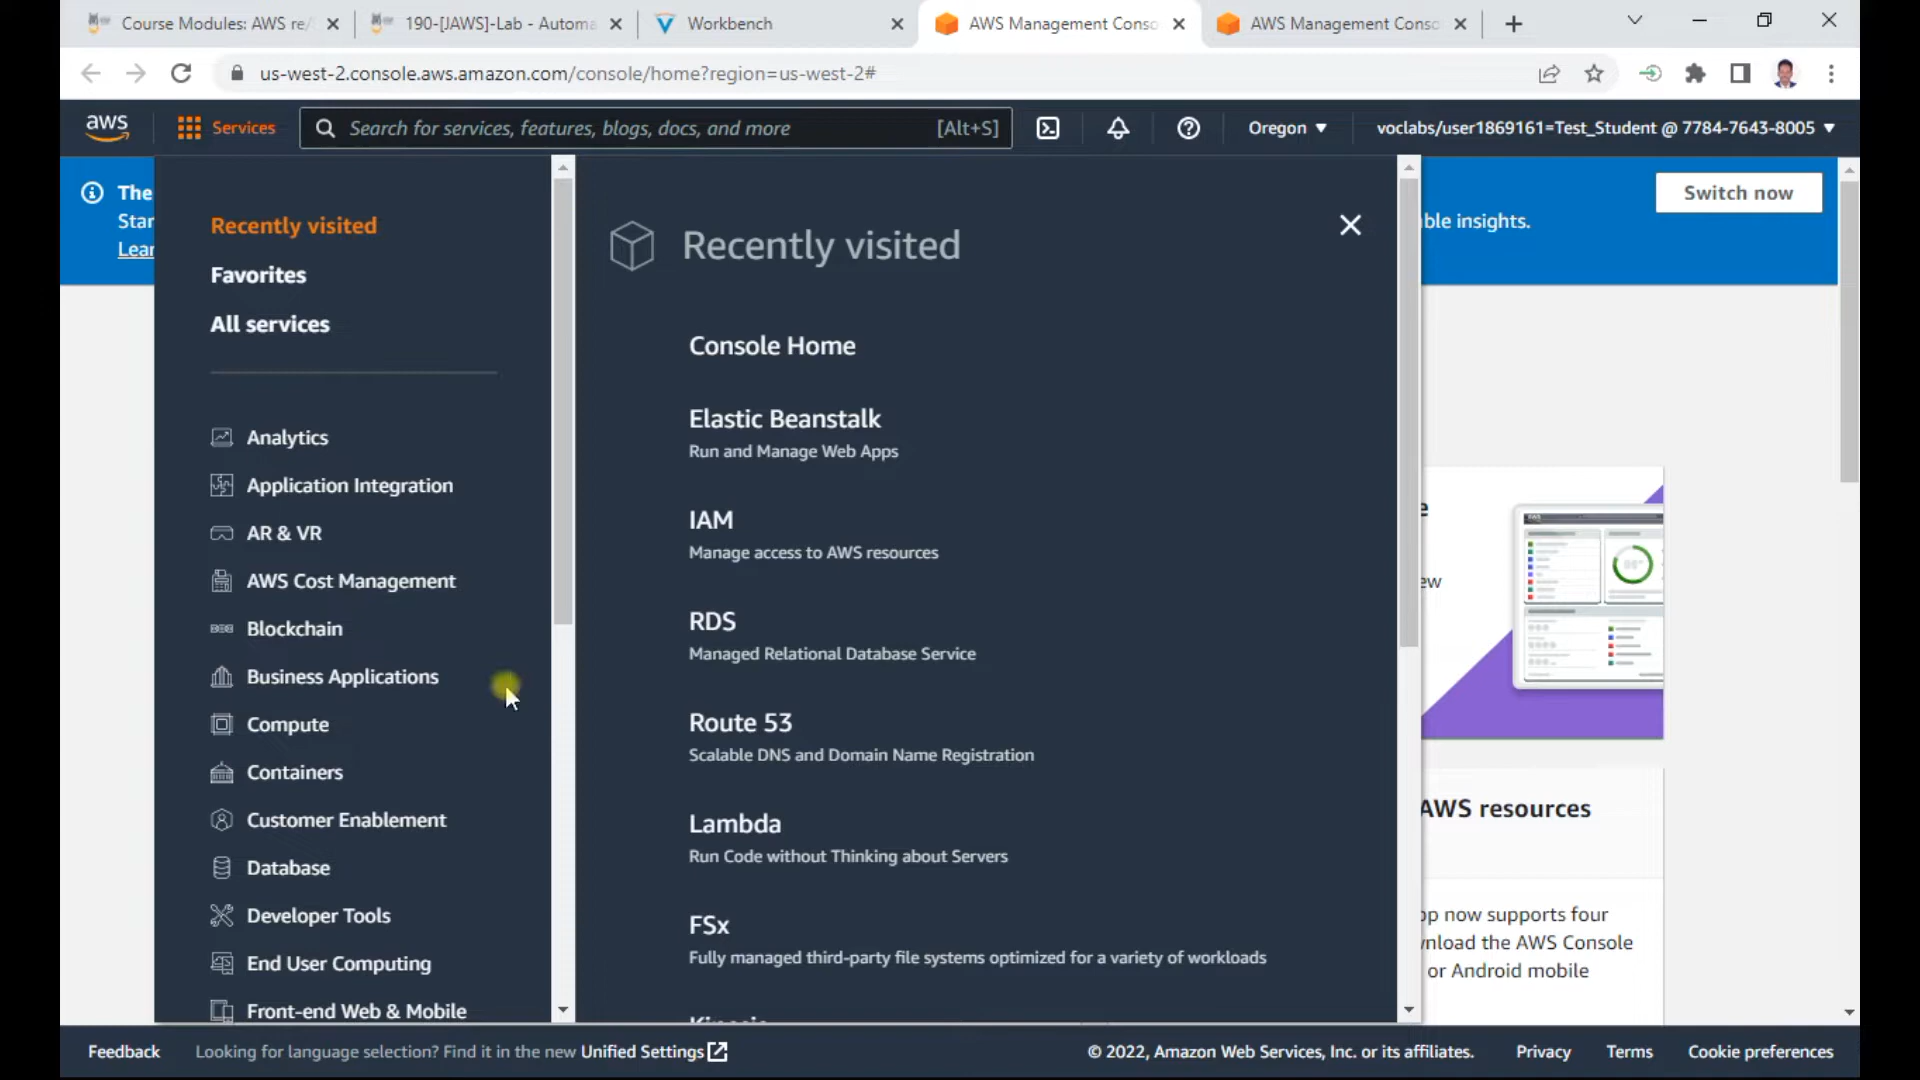 Course Modules: AWS re/
190-[JAWS]-Lab - Automa
Workbench
AWS Management Conso
AWS Management Conso
us-west-2.console.aws.amazon.com/console/home?region=us-west-2#
aws
Services
Search for services, features, blogs, docs, and more
[Alt+S]
Oregon
voclabs/user1869161=Test_Student @ 7784-7643-8005
The
Star
Lear
ble insights.
Switch now
Recently visited
Favorites
All services
Analytics
Application Integration
AR & VR
AWS Cost Management
Blockchain
Business Applications
Compute
Containers
Customer Enablement
Database
Developer Tools
End User Computing
Front-end Web & Mobile
Recently visited
Console Home
Elastic Beanstalk
Run and Manage Web Apps
IAM
Manage access to AWS resources
RDS
Managed Relational Database Service
Route 53
Scalable DNS and Domain Name Registration
Lambda
Run Code without Thinking about Servers
FSx
Fully managed third-party file systems optimized for a variety of workloads
e
ew
AWS resources
pp now supports four
wnload the AWS Console
or Android mobile
Feedback
Looking for language selection? Find it in the new Unified Settings
© 2022, Amazon Web Services, Inc. or its affiliates.
Privacy
Terms
Cookie preferences